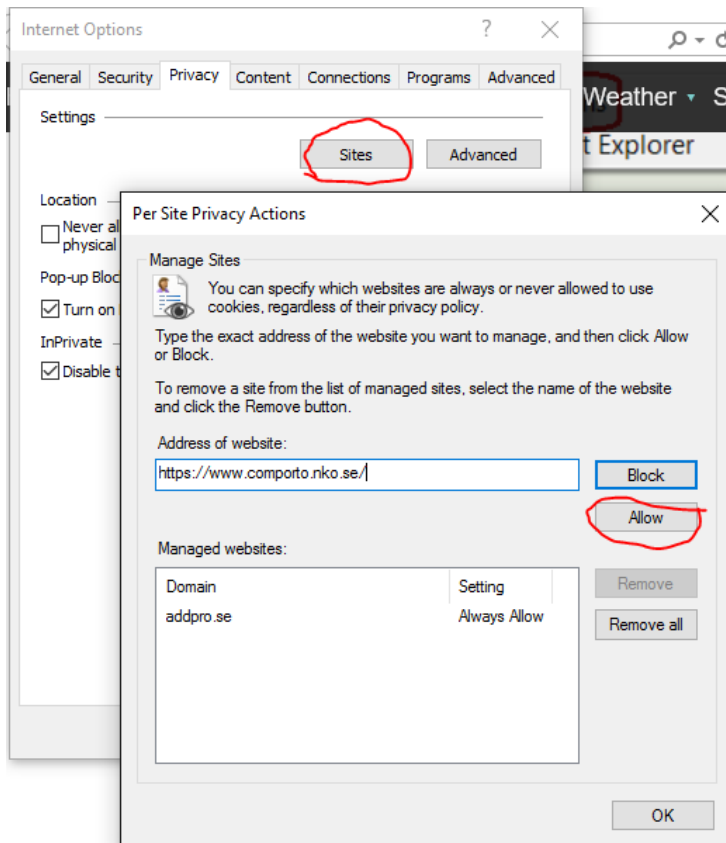 Internet Options
?
General Security Privacy Content Connections Programs Advanced
Weather S
t Explorer
Settings
Sites Advanced
Location
Never al
physical
Pop-up Bloc
Turn on
InPrivate
Disable t
Per Site Privacy Actions
Manage Sites
You can specify which websites are always or never allowed to use
cookies, regardless of their privacy policy.
Type the exact address of the website you want to manage, and then click Allow
or Block.
To remove a site from the list of managed sites, select the name of the website
and click the Remove button.
Address of website:
https://www.comporto.nko.se/
Block
Allow
Managed websites:
Domain Setting
Remove
addpro.se Always Allow
Remove all
OK